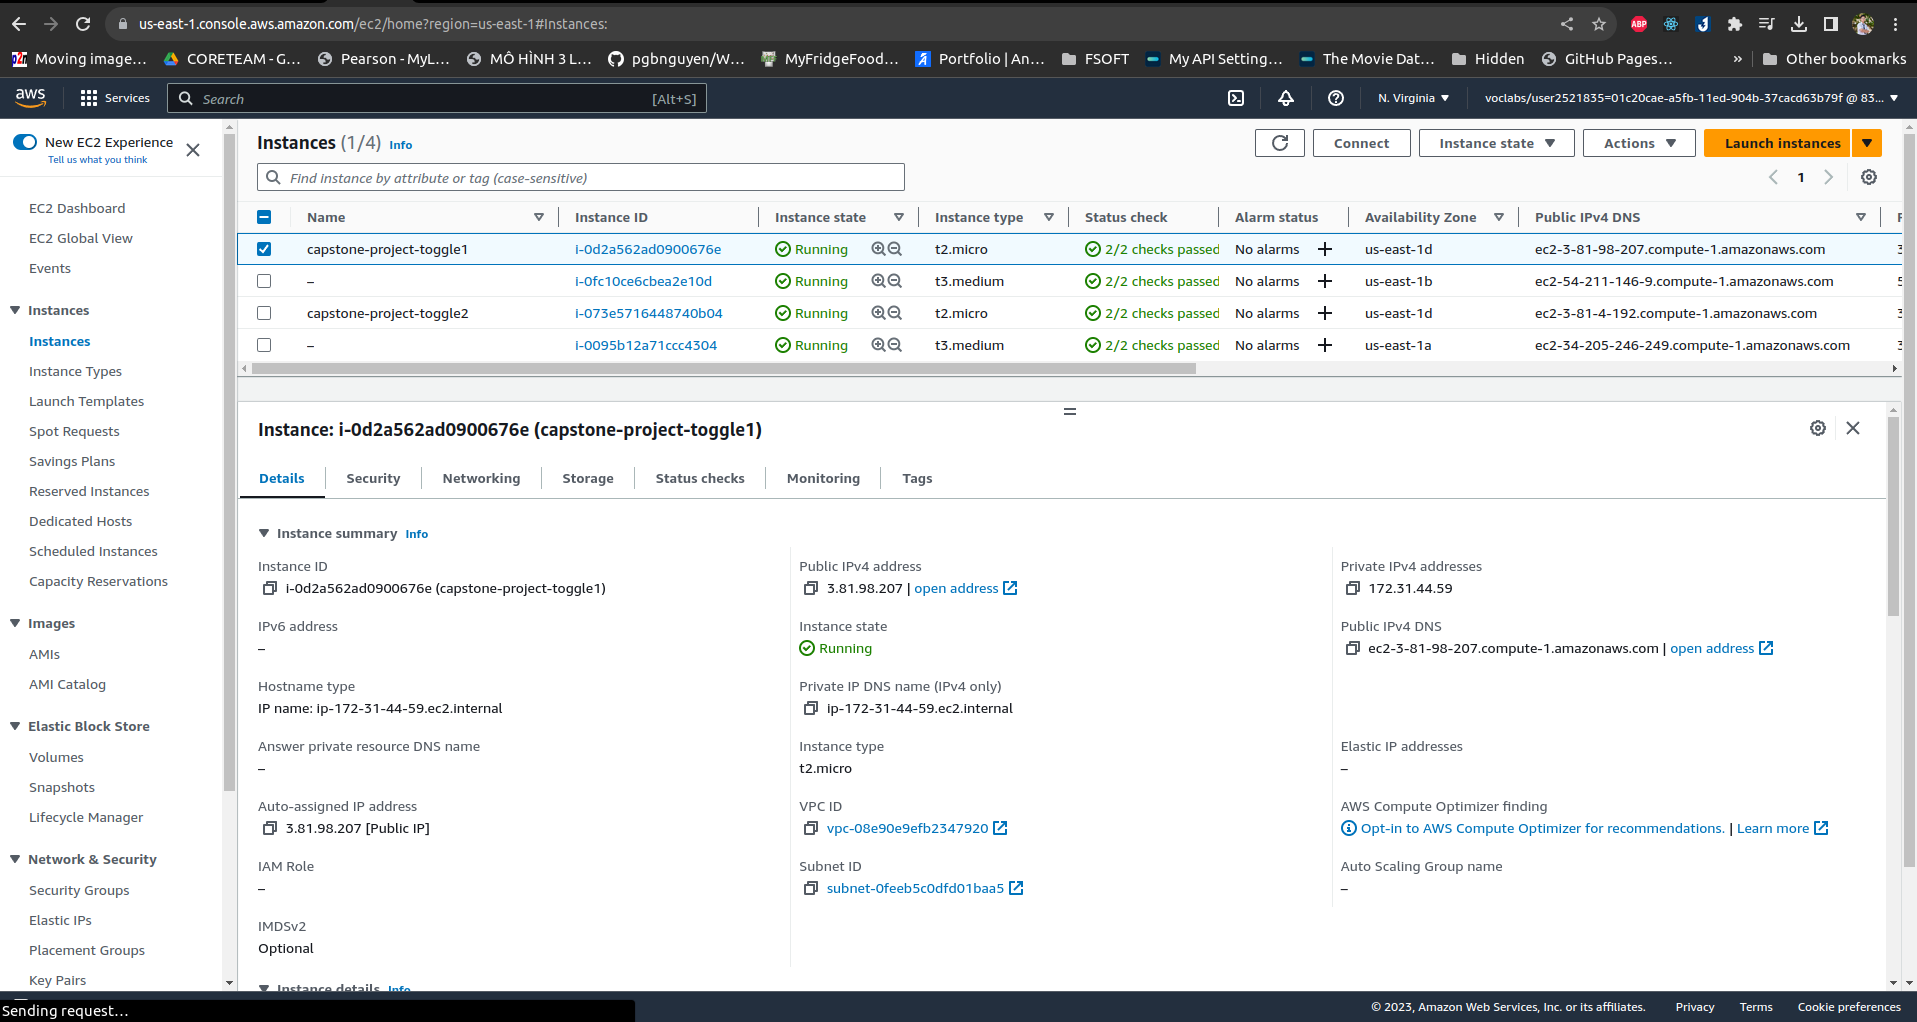 us-east-1.console.aws.amazon.com/ec2/home?region=us-east-1#Instances:
ABP
Moving image... CORETEAM - G... Pearson - MyL... MÔ HÌNH 3 L... pgbnguyen/W... MyFridgeFood... Portfolio | An... FSOFT My API Setting... The Movie Dat... Hidden GitHub Pages... » Other bookmarks
aws Services Search [Alt+S] N. Virginia voclabs/user2521835=01c20cae-a5fb-11ed-904b-37cacd63b79f @ 83...
New EC2 Experience
Tell us what you think
EC2 Dashboard
EC2 Global View
Events
Instances
Instances
Instance Types
Launch Templates
Spot Requests
Savings Plans
Reserved Instances
Dedicated Hosts
Scheduled Instances
Capacity Reservations
Images
AMIs
AMI Catalog
Elastic Block Store
Volumes
Snapshots
Lifecycle Manager
Network & Security
Security Groups
Elastic IPs
Placement Groups
Key Pairs
Instances (1/4) Info
Connect Instance state Actions Launch instances
Find instance by attribute or tag (case-sensitive)
1
Name Instance ID Instance state Instance type Status check Alarm status Availability Zone Public IPv4 DNS
capstone-project-toggle1 i-0d2a562ad0900676e Running t2.micro 2/2 checks passed No alarms + us-east-1d ec2-3-81-98-207.compute-1.amazonaws.com
– i-0fc10ce6cbea2e10d Running t3.medium 2/2 checks passed No alarms + us-east-1b ec2-54-211-146-9.compute-1.amazonaws.com
capstone-project-toggle2 i-073e5716448740b04 Running t2.micro 2/2 checks passed No alarms + us-east-1d ec2-3-81-4-192.compute-1.amazonaws.com
– i-0095b12a71ccc4304 Running t3.medium 2/2 checks passed No alarms + us-east-1a ec2-34-205-246-249.compute-1.amazonaws.com
Instance: i-0d2a562ad0900676e (capstone-project-toggle1)
Details Security Networking Storage Status checks Monitoring Tags
Instance summary Info
Instance ID
i-0d2a562ad0900676e (capstone-project-toggle1)
Public IPv4 address
3.81.98.207 | open address
Private IPv4 addresses
172.31.44.59
IPv6 address
–
Instance state
Running
Public IPv4 DNS
ec2-3-81-98-207.compute-1.amazonaws.com | open address
Hostname type
IP name: ip-172-31-44-59.ec2.internal
Private IP DNS name (IPv4 only)
ip-172-31-44-59.ec2.internal
Answer private resource DNS name
–
Instance type
t2.micro
Elastic IP addresses
–
Auto-assigned IP address
3.81.98.207 [Public IP]
VPC ID
vpc-08e90e9efb2347920
AWS Compute Optimizer finding
Opt-in to AWS Compute Optimizer for recommendations. | Learn more
IAM Role
–
Subnet ID
subnet-0feeb5c0dfd01baa5
Auto Scaling Group name
–
IMDSv2
Optional
Instance details Info
Sending request...
© 2023, Amazon Web Services, Inc. or its affiliates. Privacy Terms Cookie preferences